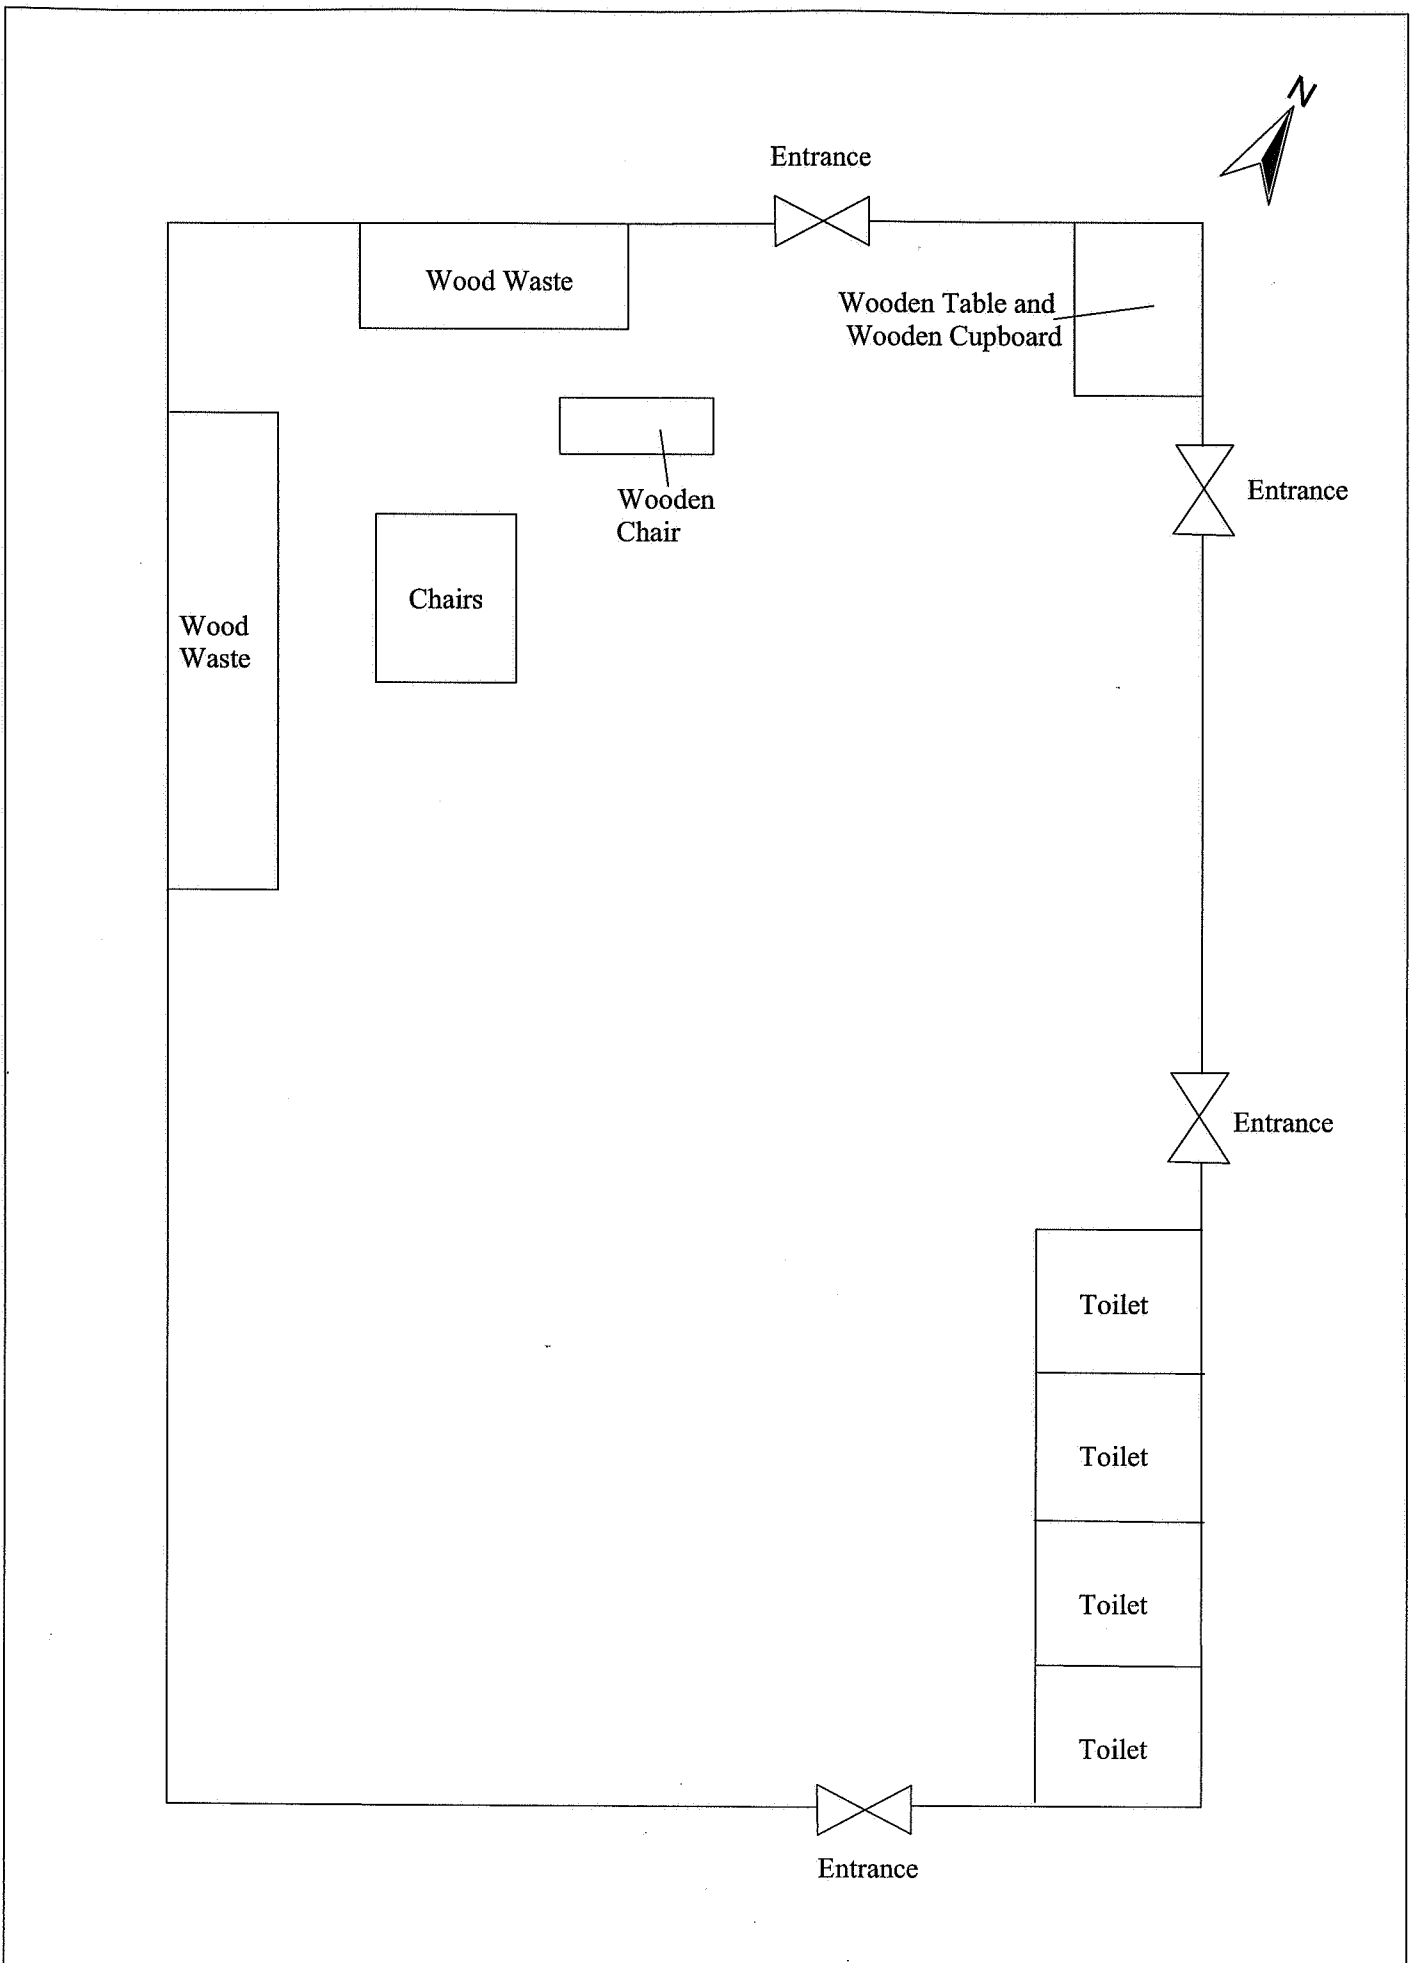 N
Entrance
Wood Waste
Wooden Table and
Wooden Cupboard
Wooden
Chair
Entrance
Chairs
Wood
Waste
Entrance
Toilet
Toilet
Toilet
Toilet
Entrance